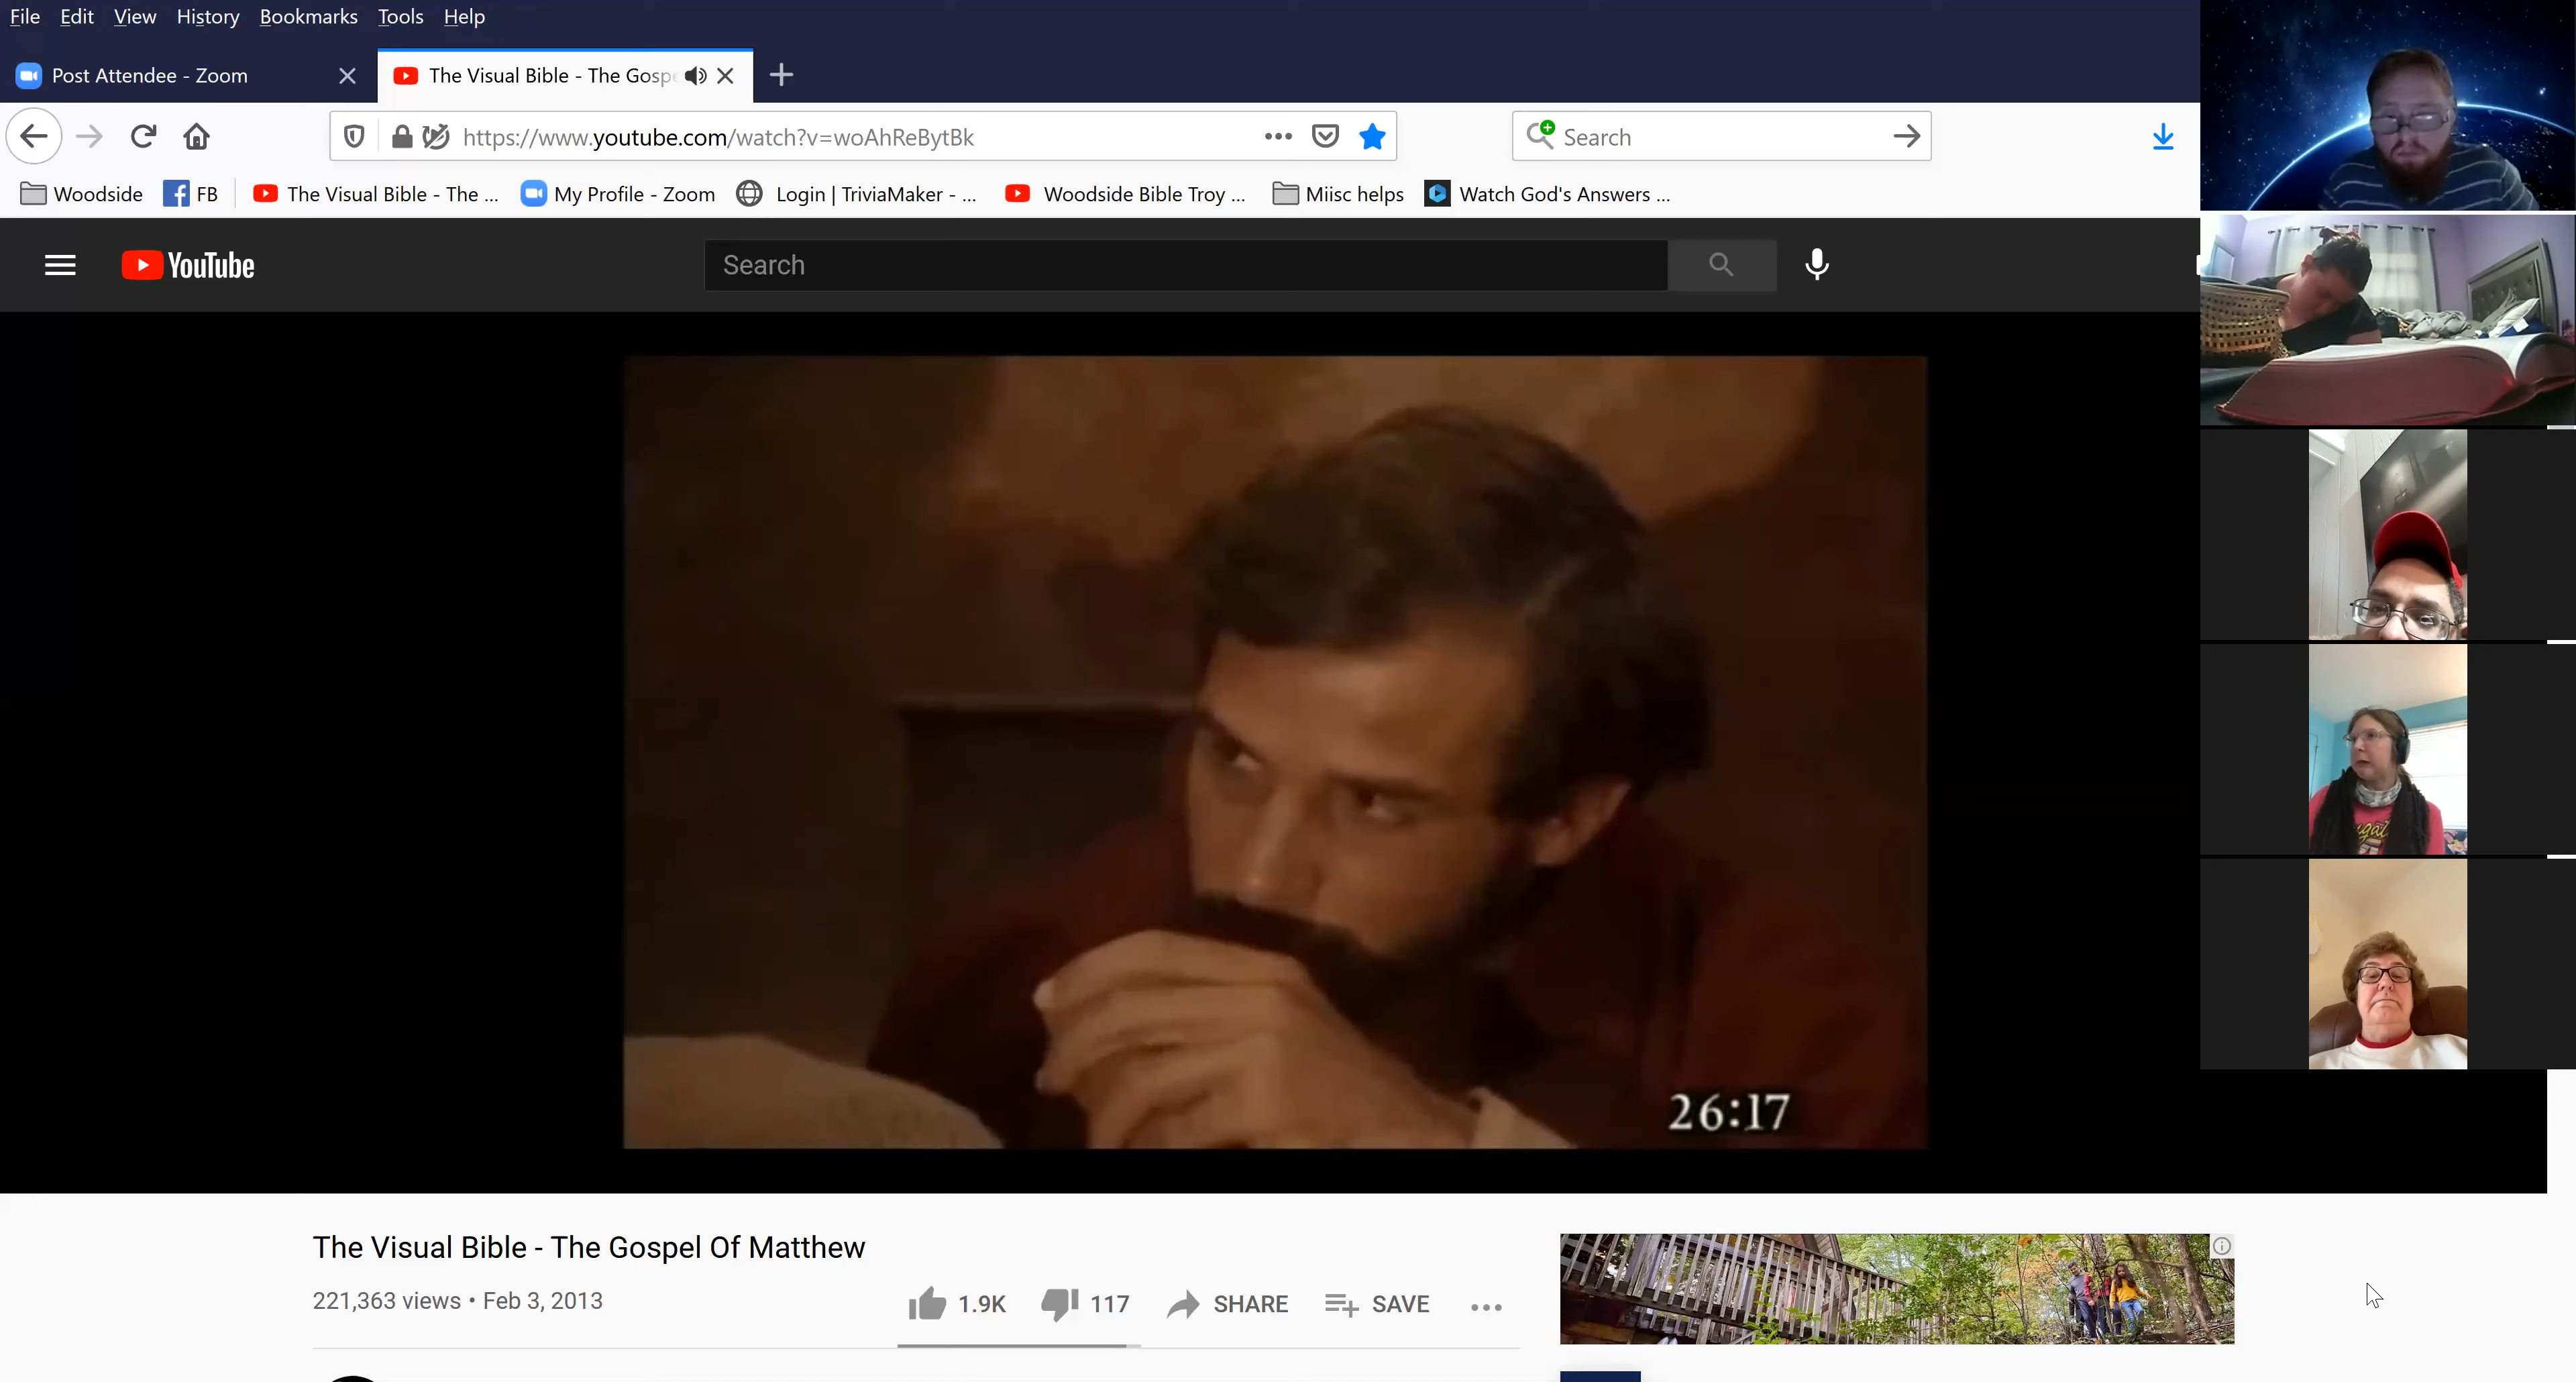 File Edit View History Bookmarks Tools Help
Post Attendee - Zoom
The Visual Bible - The Gosp
https://www.youtube.com/watch?v=woAhReBytBk
Search
Woodside FB The Visual Bible - The ... My Profile - Zoom Login | TriviaMaker - ... Woodside Bible Troy ... Miisc helps Watch God's Answers ...
YouTube
Search
26:17
The Visual Bible - The Gospel Of Matthew
221,363 views • Feb 3, 2013
1.9K 117 SHARE SAVE